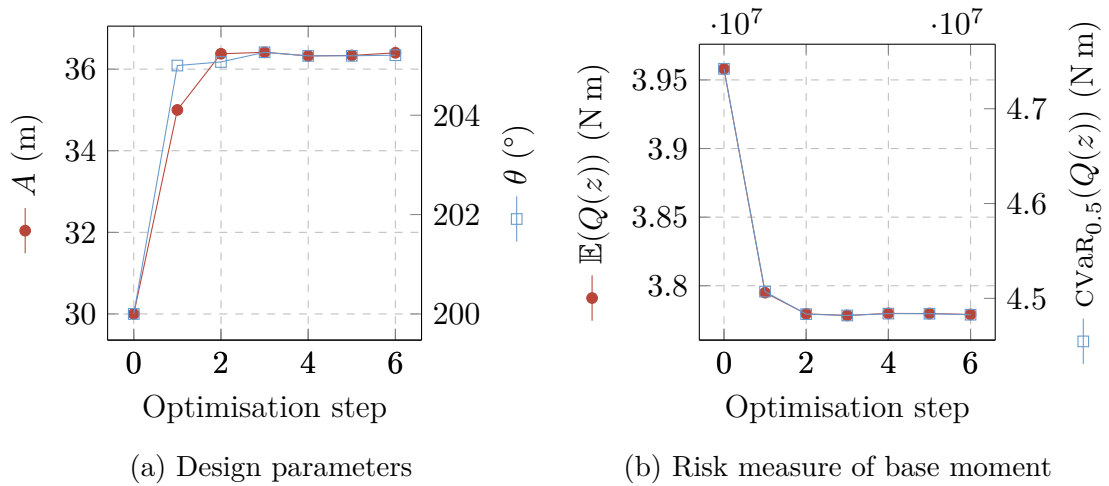 36
34
32
30
A (m)
204
202
200
θ (°)
0 2 4 6
Optimisation step
(a) Design parameters
·10⁷ ·10⁷
3.95
3.9
3.85
3.8
𝔼(Q(z)) (N m)
4.7
4.6
4.5
CVaR₀.₅(Q(z)) (N m)
0 2 4 6
Optimisation step
(b) Risk measure of base moment